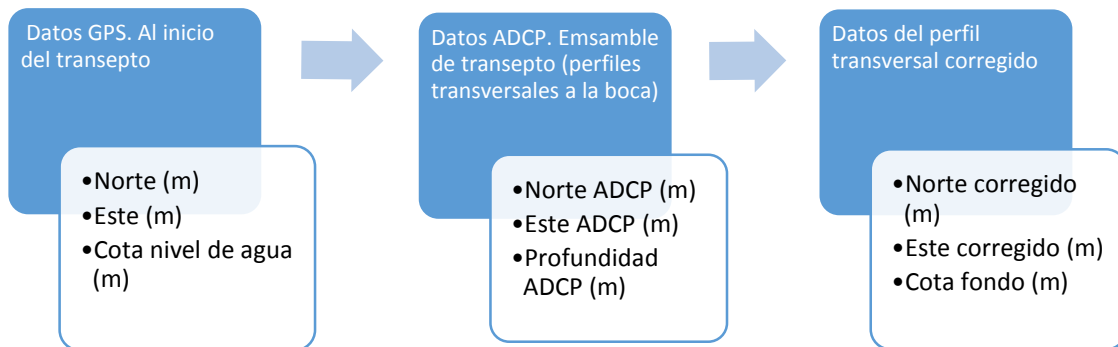 Datos GPS. Al inicio
del transepto
•Norte (m)
•Este (m)
•Cota nivel de agua
(m)
Datos ADCP. Emsamble
de transepto (perfiles
transversales a la boca)
•Norte ADCP (m)
•Este ADCP (m)
•Profundidad
ADCP (m)
Datos del perfil
transversal corregido
•Norte corregido
(m)
•Este corregido (m)
•Cota fondo (m)